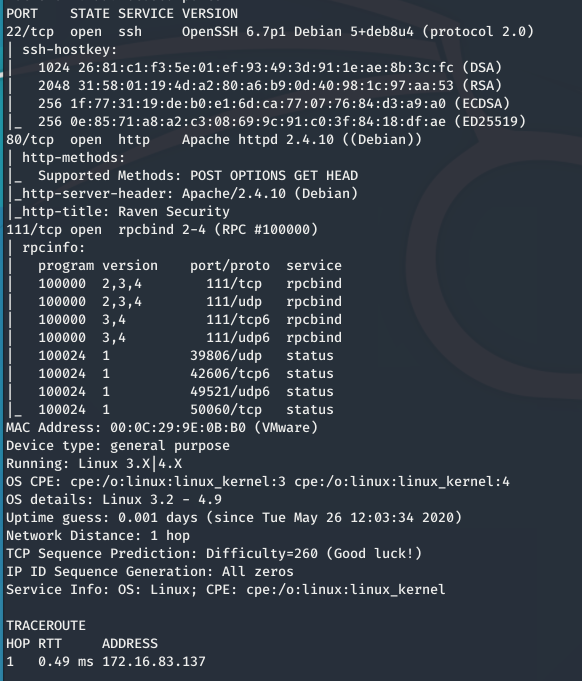 PORT    STATE SERVICE VERSION
22/tcp  open  ssh     OpenSSH 6.7p1 Debian 5+deb8u4 (protocol 2.0)
| ssh-hostkey:
|   1024 26:81:c1:f3:5e:01:ef:93:49:3d:91:1e:ae:8b:3c:fc (DSA)
|   2048 31:58:01:19:4d:a2:80:a6:b9:0d:40:98:1c:97:aa:53 (RSA)
|   256 1f:77:31:19:de:b0:e1:6d:ca:77:07:76:84:d3:a9:a0 (ECDSA)
|_  256 0e:85:71:a8:a2:c3:08:69:9c:91:c0:3f:84:18:df:ae (ED25519)
80/tcp  open  http    Apache httpd 2.4.10 ((Debian))
| http-methods:
|_  Supported Methods: POST OPTIONS GET HEAD
|_http-server-header: Apache/2.4.10 (Debian)
|_http-title: Raven Security
111/tcp open  rpcbind 2-4 (RPC #100000)
| rpcinfo:
|   program version    port/proto  service
|   100000  2,3,4        111/tcp   rpcbind
|   100000  2,3,4        111/udp   rpcbind
|   100000  3,4          111/tcp6  rpcbind
|   100000  3,4          111/udp6  rpcbind
|   100024  1          39806/udp   status
|   100024  1          42606/tcp6  status
|   100024  1          49521/udp6  status
|_  100024  1          50060/tcp   status
MAC Address: 00:0C:29:9E:0B:B0 (VMware)
Device type: general purpose
Running: Linux 3.X|4.X
OS CPE: cpe:/o:linux:linux_kernel:3 cpe:/o:linux:linux_kernel:4
OS details: Linux 3.2 - 4.9
Uptime guess: 0.001 days (since Tue May 26 12:03:34 2020)
Network Distance: 1 hop
TCP Sequence Prediction: Difficulty=260 (Good luck!)
IP ID Sequence Generation: All zeros
Service Info: OS: Linux; CPE: cpe:/o:linux:linux_kernel
TRACEROUTE
HOP RTT     ADDRESS
1   0.49 ms 172.16.83.137